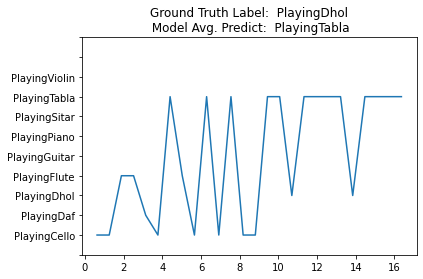 Ground Truth Label:  PlayingDhol
Model Avg. Predict:  PlayingTabla
PlayingViolin
PlayingTabla
PlayingSitar
PlayingPiano
PlayingGuitar
PlayingFlute
PlayingDhol
PlayingDaf
PlayingCello
0 2 4 6 8 10 12 14 16